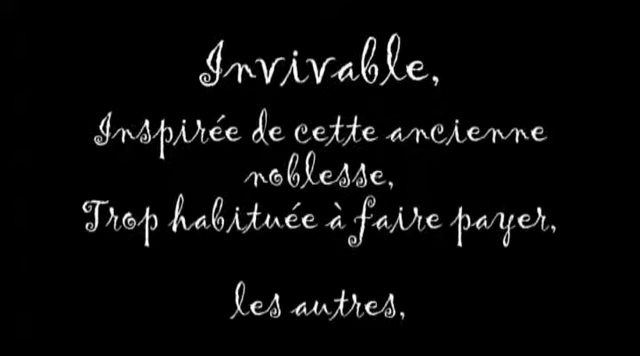 Invivable,
Inspirée de cette ancienne
noblesse,
Trop habituée à faire payer,
les autres,